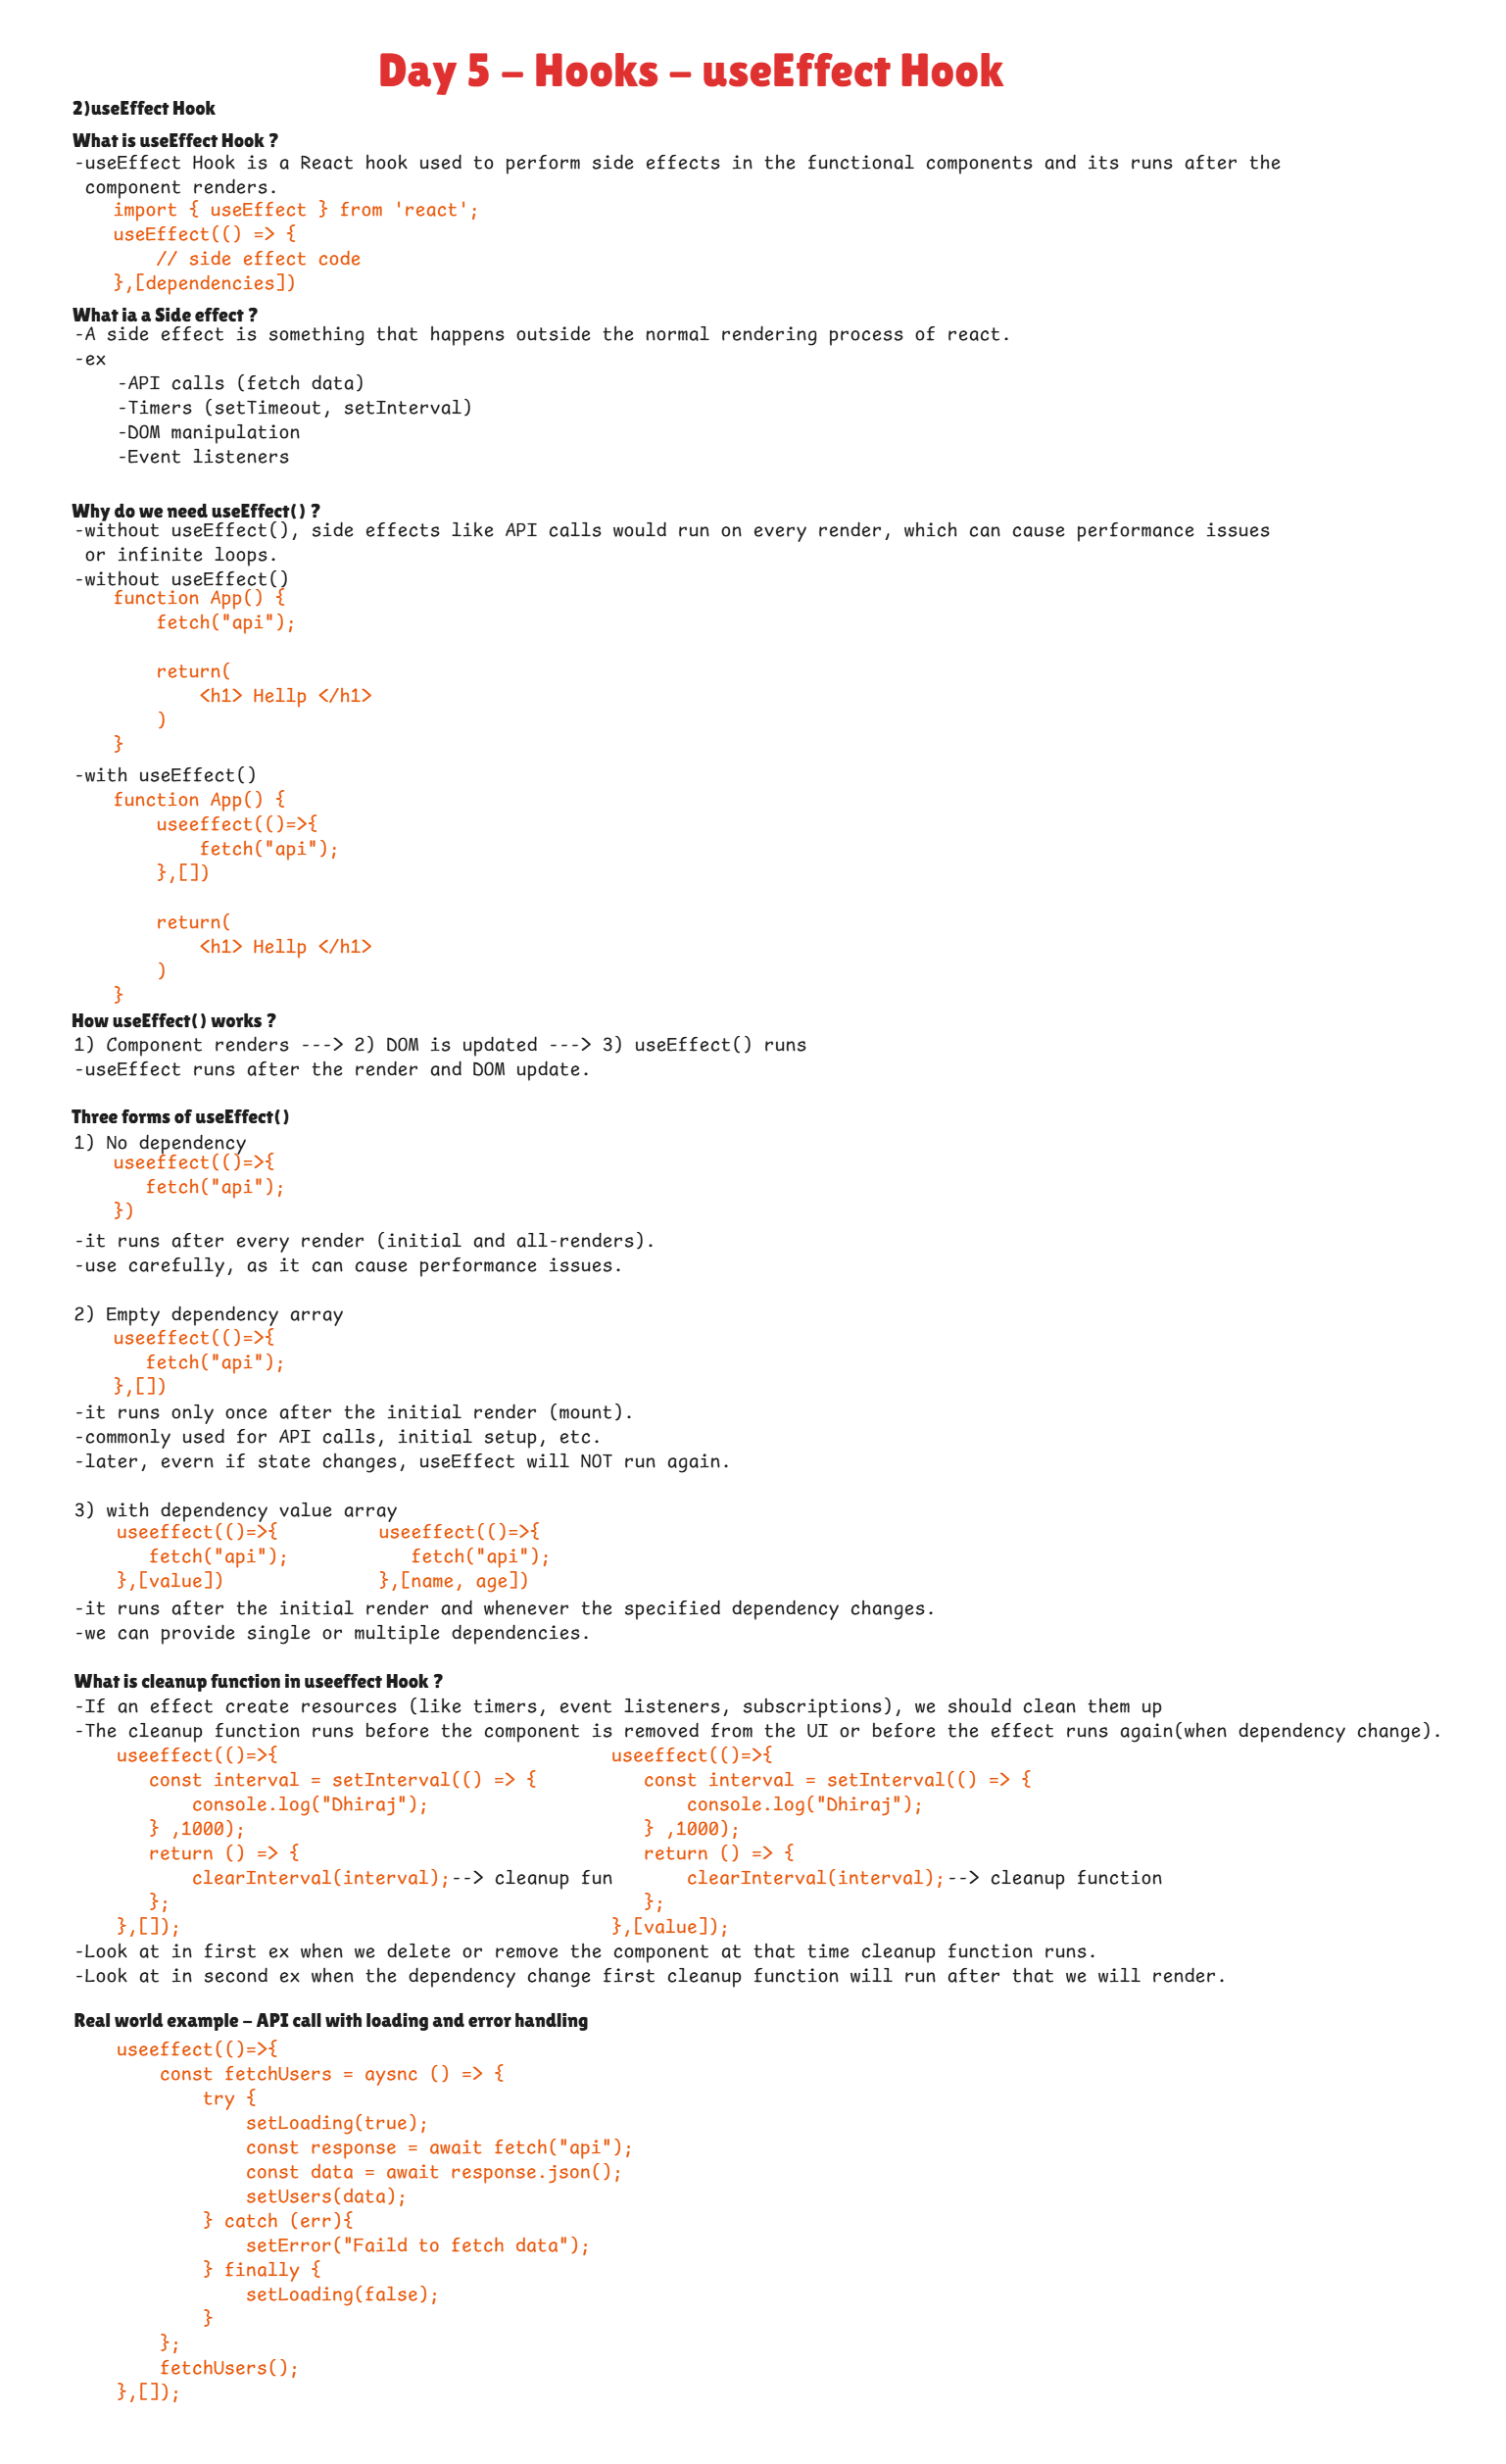 Day 5 - Hooks - useEffect Hook
2)useEffect Hook
What is useEffect Hook ?
-useEffect Hook is a React hook used to perform side effects in the functional components and its runs after the
component renders.
import { useEffect } from 'react';
useEffect(() => {
// side effect code
},[dependencies])
What ia a Side effect ?
-A side effect is something that happens outside the normal rendering process of react.
-ex
-API calls (fetch data)
-Timers (setTimeout, setInterval)
-DOM manipulation
-Event listeners
Why do we need useEffect() ?
-without useEffect(), side effects like API calls would run on every render, which can cause performance issues
or infinite loops.
-without useEffect()
function App() {
fetch("api");
return(
<h1> Hellp </h1>
)
}
-with useEffect()
function App() {
useeffect(()=>{
fetch("api");
},[])
return(
<h1> Hellp </h1>
)
}
How useEffect() works ?
1) Component renders ---> 2) DOM is updated ---> 3) useEffect() runs
-useEffect runs after the render and DOM update.
Three forms of useEffect()
1) No dependency
useeffect(()=>{
fetch("api");
})
-it runs after every render (initial and all-renders).
-use carefully, as it can cause performance issues.
2) Empty dependency array
useeffect(()=>{
fetch("api");
},[])
-it runs only once after the initial render (mount).
-commonly used for API calls, initial setup, etc.
-later, evern if state changes, useEffect will NOT run again.
3) with dependency value array
useeffect(()=>{
fetch("api");
},[value])
useeffect(()=>{
fetch("api");
},[name, age])
-it runs after the initial render and whenever the specified dependency changes.
-we can provide single or multiple dependencies.
What is cleanup function in useeffect Hook ?
-If an effect create resources (like timers, event listeners, subscriptions), we should clean them up
-The cleanup function runs before the component is removed from the UI or before the effect runs again(when dependency change).
useeffect(()=>{
const interval = setInterval(() => {
console.log("Dhiraj");
} ,1000);
return () => {
clearInterval(interval);--> cleanup fun
};
},[]);
useeffect(()=>{
const interval = setInterval(() => {
console.log("Dhiraj");
} ,1000);
return () => {
clearInterval(interval);--> cleanup function
};
},[value]);
-Look at in first ex when we delete or remove the component at that time cleanup function runs.
-Look at in second ex when the dependency change first cleanup function will run after that we will render.
Real world example - API call with loading and error handling
useeffect(()=>{
const fetchUsers = aysnc () => {
try {
setLoading(true);
const response = await fetch("api");
const data = await response.json();
setUsers(data);
} catch (err){
setError("Faild to fetch data");
} finally {
setLoading(false);
}
};
fetchUsers();
},[]);